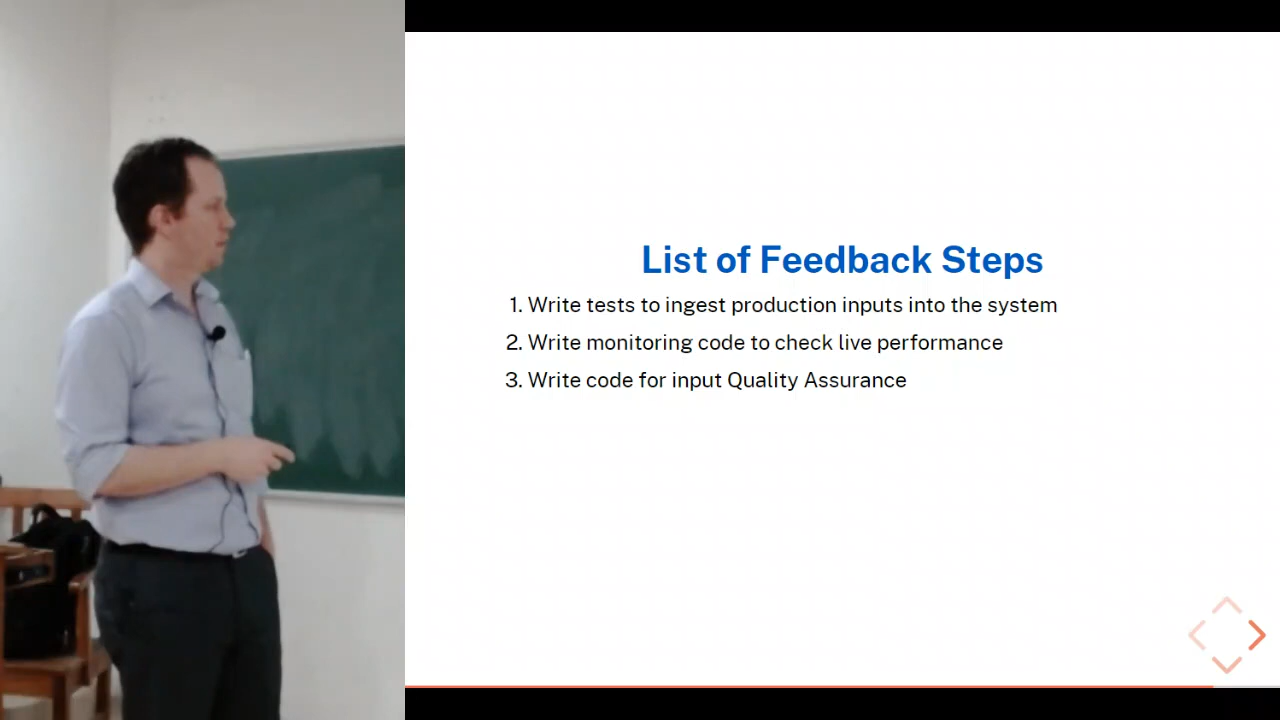 List of Feedback Steps
1. Write tests to ingest production inputs into the system
2. Write monitoring code to check live performance
3. Write code for input Quality Assurance